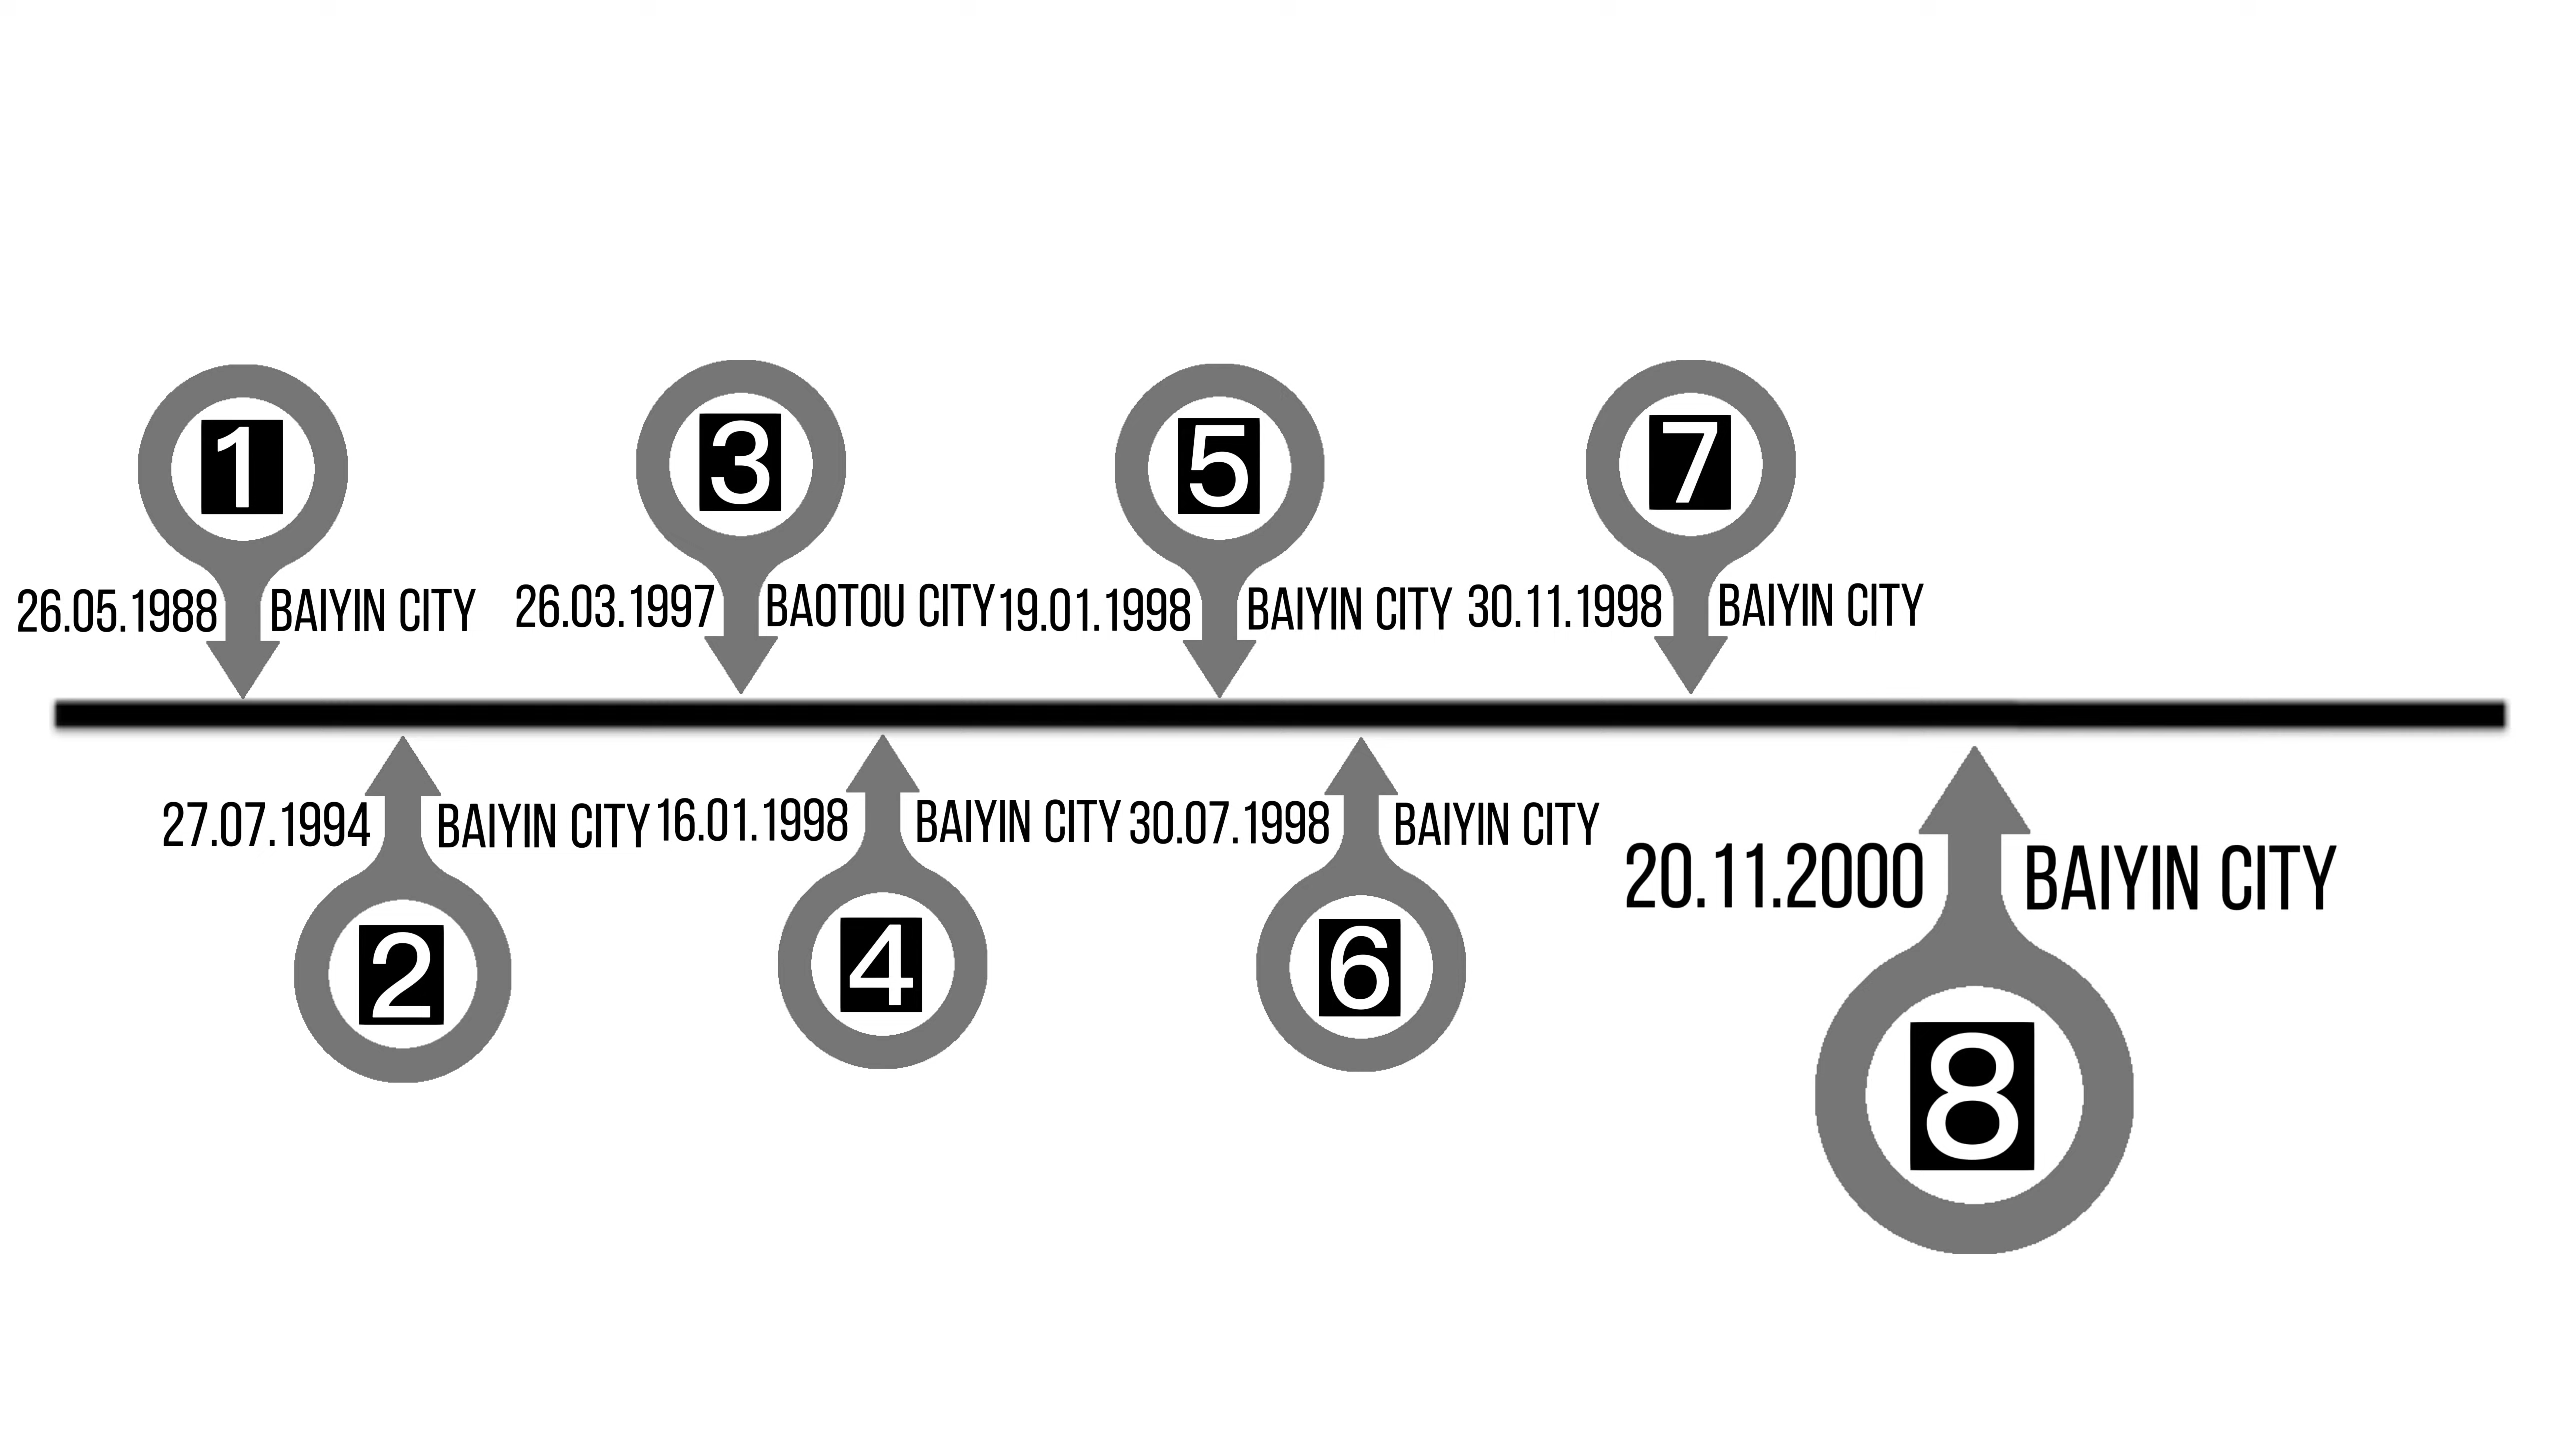 1
3
5
7
26.05.1988 BAIYIN CITY
26.03.1997 BAOTOU CITY
19.01.1998 BAIYIN CITY
30.11.1998 BAIYIN CITY
27.07.1994 BAIYIN CITY
16.01.1998 BAIYIN CITY
30.07.1998 BAIYIN CITY
20.11.2000 BAIYIN CITY
2
4
6
8